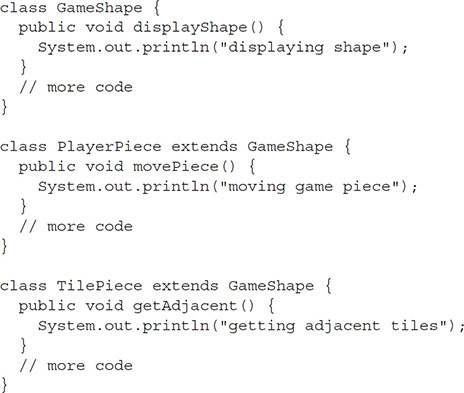 class GameShape {
  public void displayShape() {
    System.out.println("displaying shape");
  }
  // more code
}

class PlayerPiece extends GameShape {
  public void movePiece() {
    System.out.println("moving game piece");
  }
  // more code
}

class TilePiece extends GameShape {
  public void getAdjacent() {
    System.out.println("getting adjacent tiles");
  }
  // more code
}